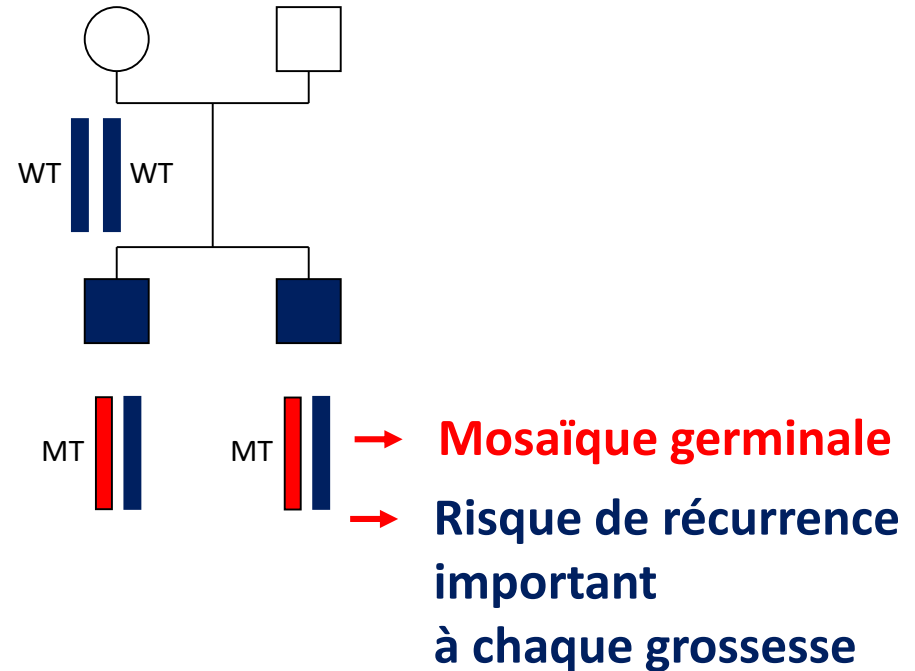 WT WT
MT MT
Mosaïque germinale
Risque de récurrence
important
à chaque grossesse